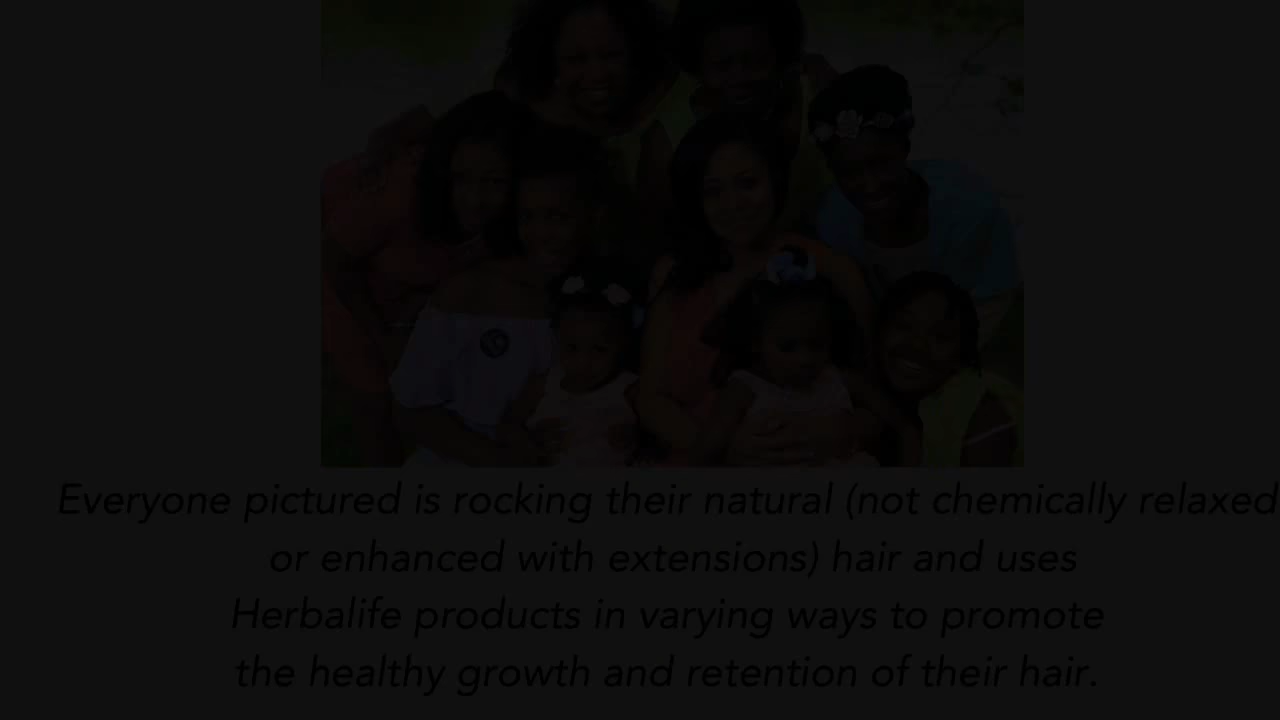 Everyone pictured is rocking their natural (not chemically relaxed
or enhanced with extensions) hair and uses
Herbalife products in varying ways to promote
the healthy growth and retention of their hair.